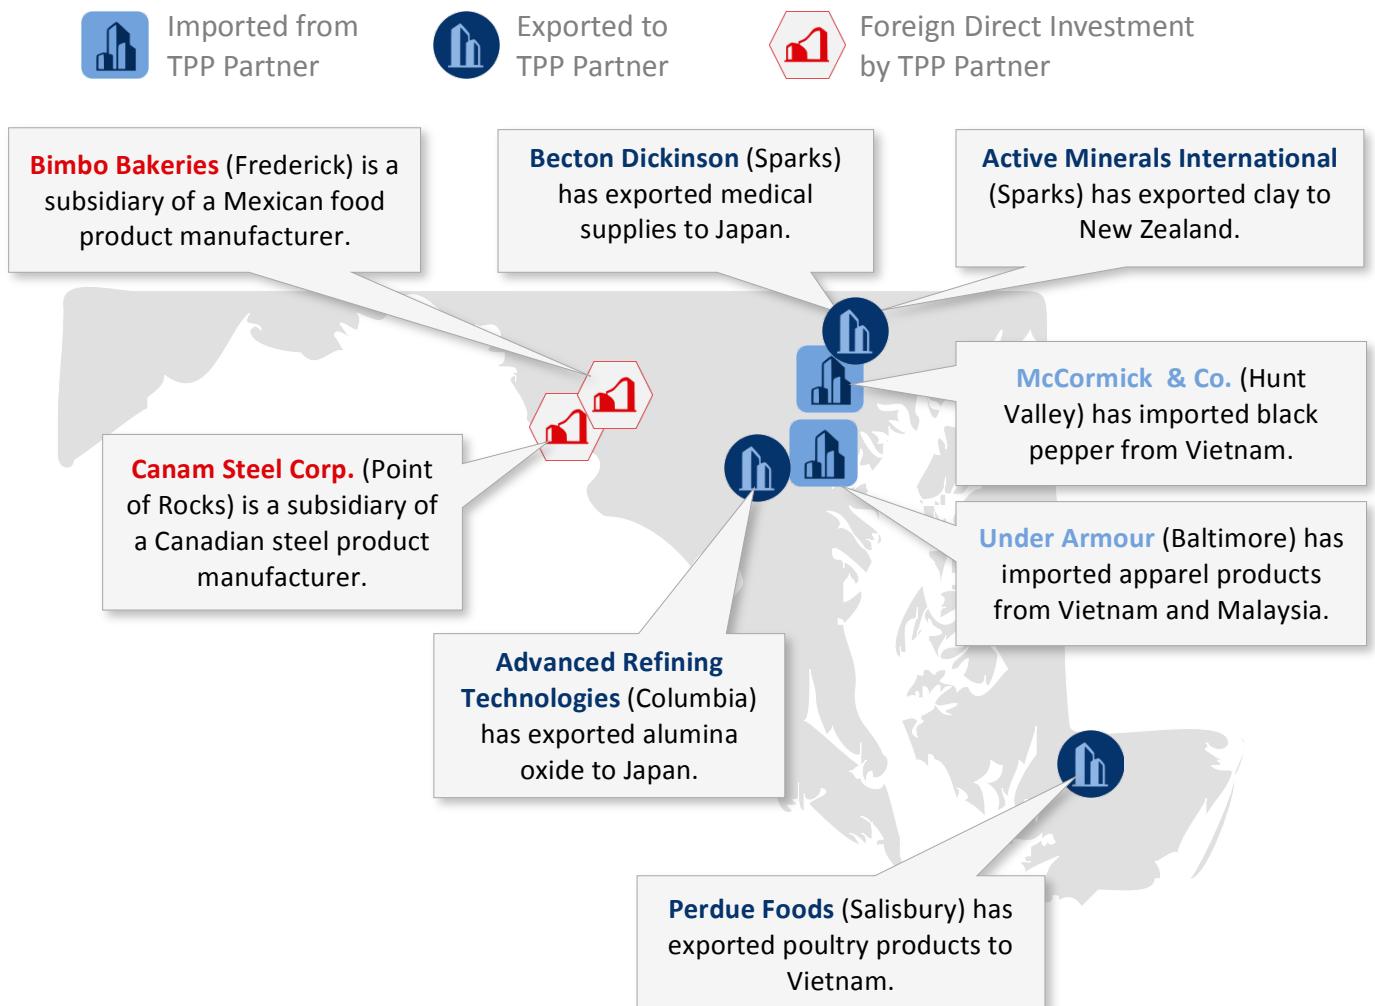 Imported from
TPP Partner
Exported to
TPP Partner
Foreign Direct Investment
by TPP Partner
Bimbo Bakeries (Frederick) is a
subsidiary of a Mexican food
product manufacturer.
Becton Dickinson (Sparks)
has exported medical
supplies to Japan.
Active Minerals International
(Sparks) has exported clay to
New Zealand.
McCormick & Co. (Hunt
Valley) has imported black
pepper from Vietnam.
Canam Steel Corp. (Point
of Rocks) is a subsidiary of
a Canadian steel product
manufacturer.
Under Armour (Baltimore) has
imported apparel products
from Vietnam and Malaysia.
Advanced Refining
Technologies (Columbia)
has exported alumina
oxide to Japan.
Perdue Foods (Salisbury) has
exported poultry products to
Vietnam.